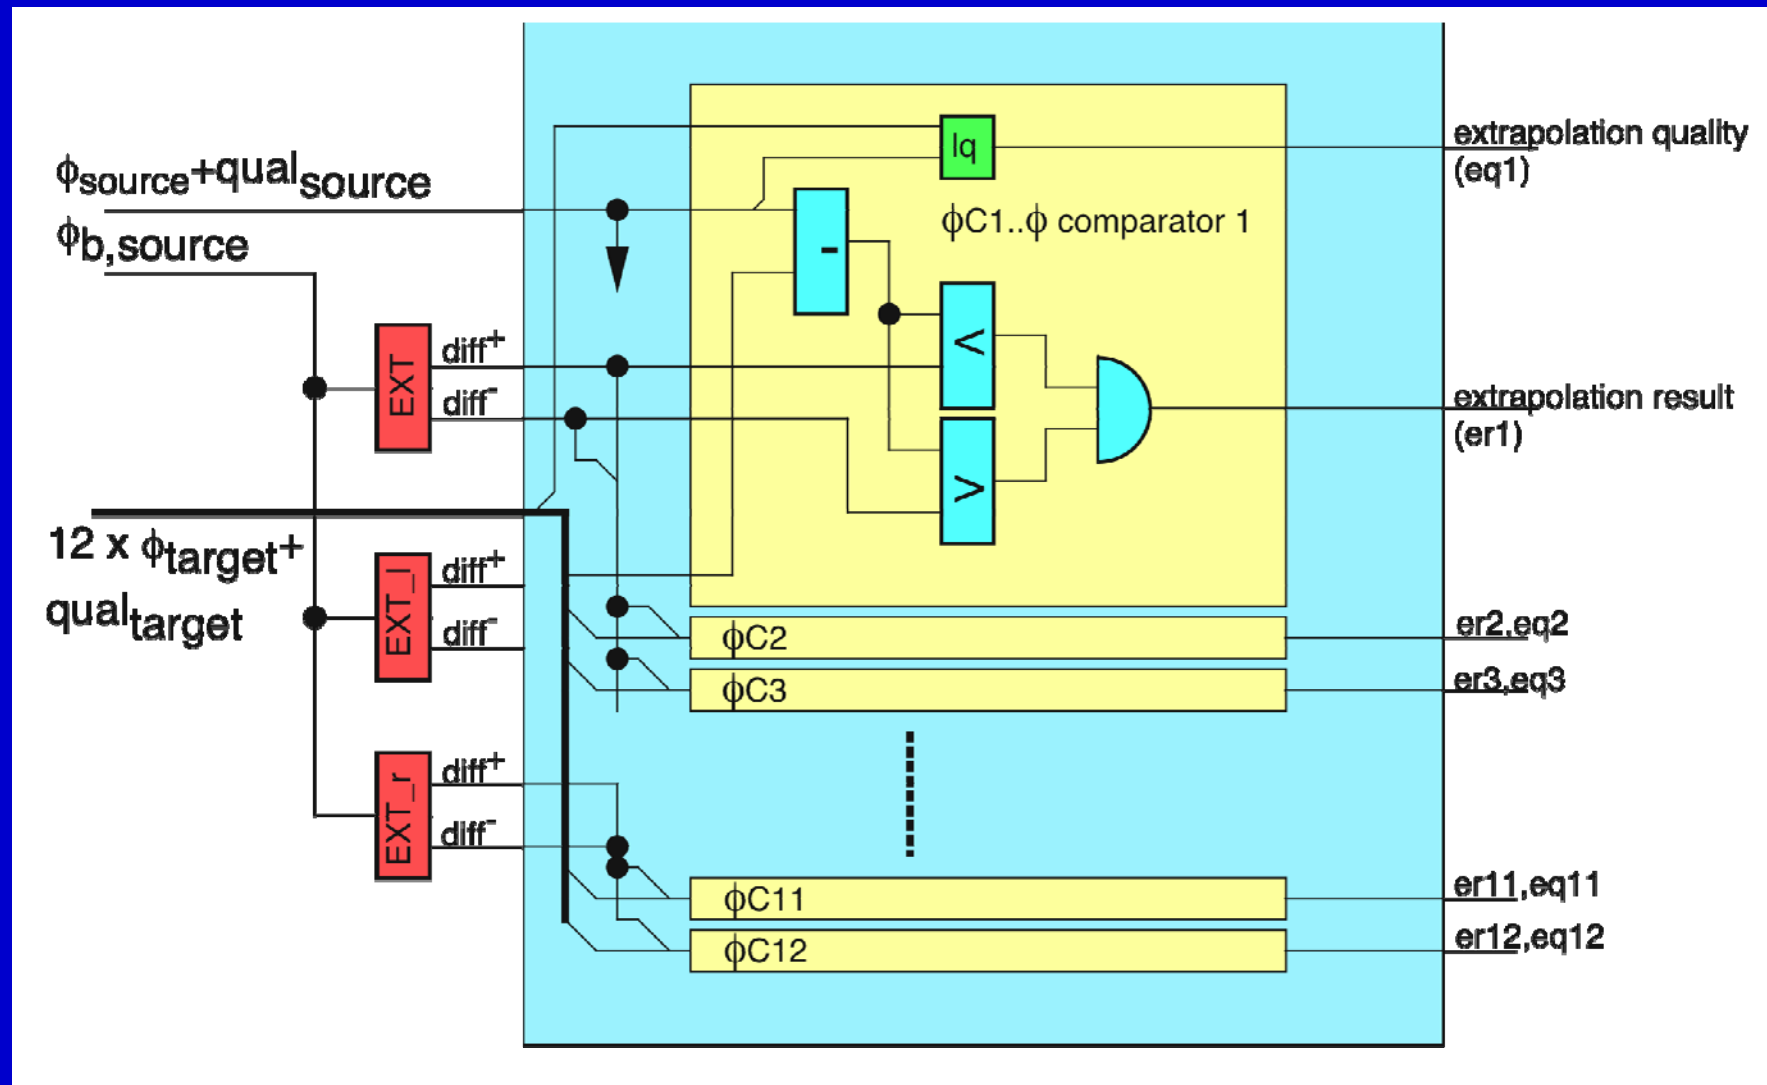 ϕsource+qualsource
ϕb,source
EXT
diff+
diff-
12 x ϕtarget+
qualtarget
EXT_l
diff+
diff-
EXT_r
diff+
diff-
lq
ϕC1..ϕ comparator 1
-
<
>
ϕC2
ϕC3
ϕC11
ϕC12
extrapolation quality
(eq1)
extrapolation result
(er1)
er2,eq2
er3,eq3
er11,eq11
er12,eq12